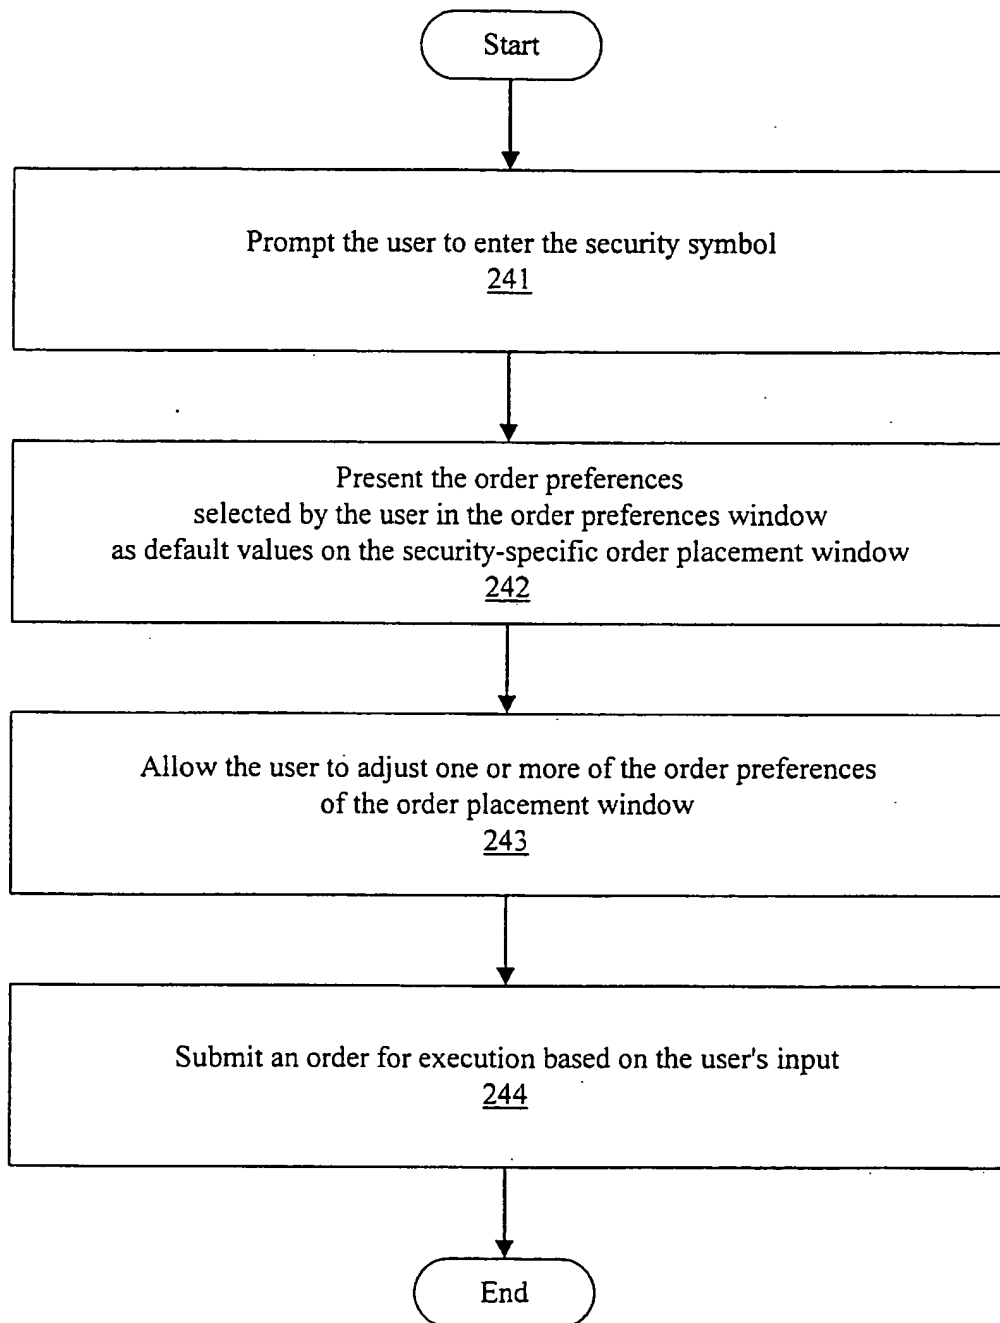 Start
Prompt the user to enter the security symbol
241
Present the order preferences
selected by the user in the order preferences window
as default values on the security-specific order placement window
242
Allow the user to adjust one or more of the order preferences
of the order placement window
243
Submit an order for execution based on the user's input
244
End